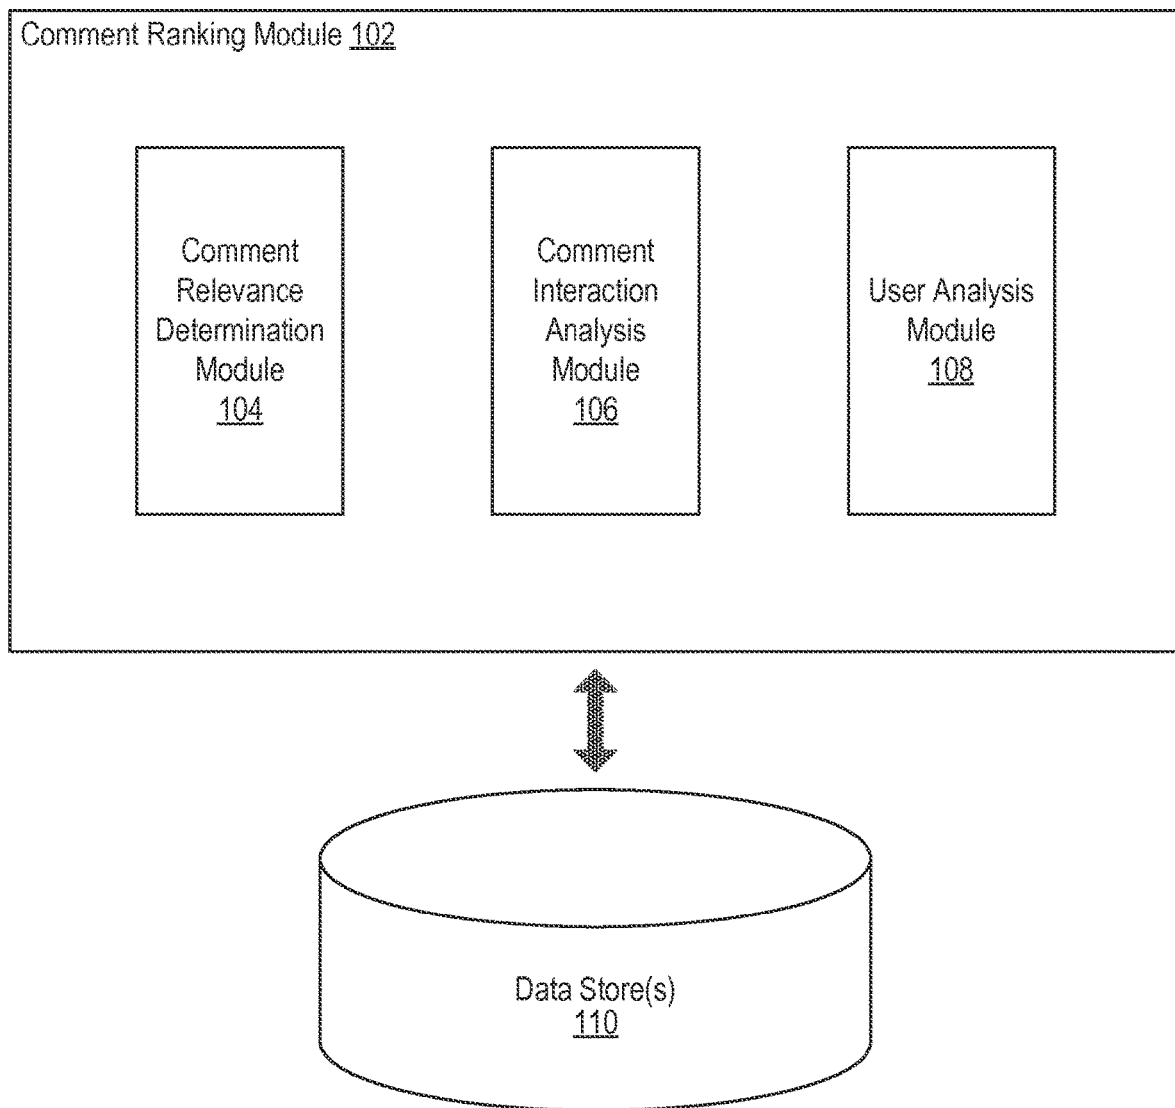 Comment Ranking Module 102
Comment
Relevance
Determination
Module
104
Comment
Interaction
Analysis
Module
106
User Analysis
Module
108
Data Store(s)
110